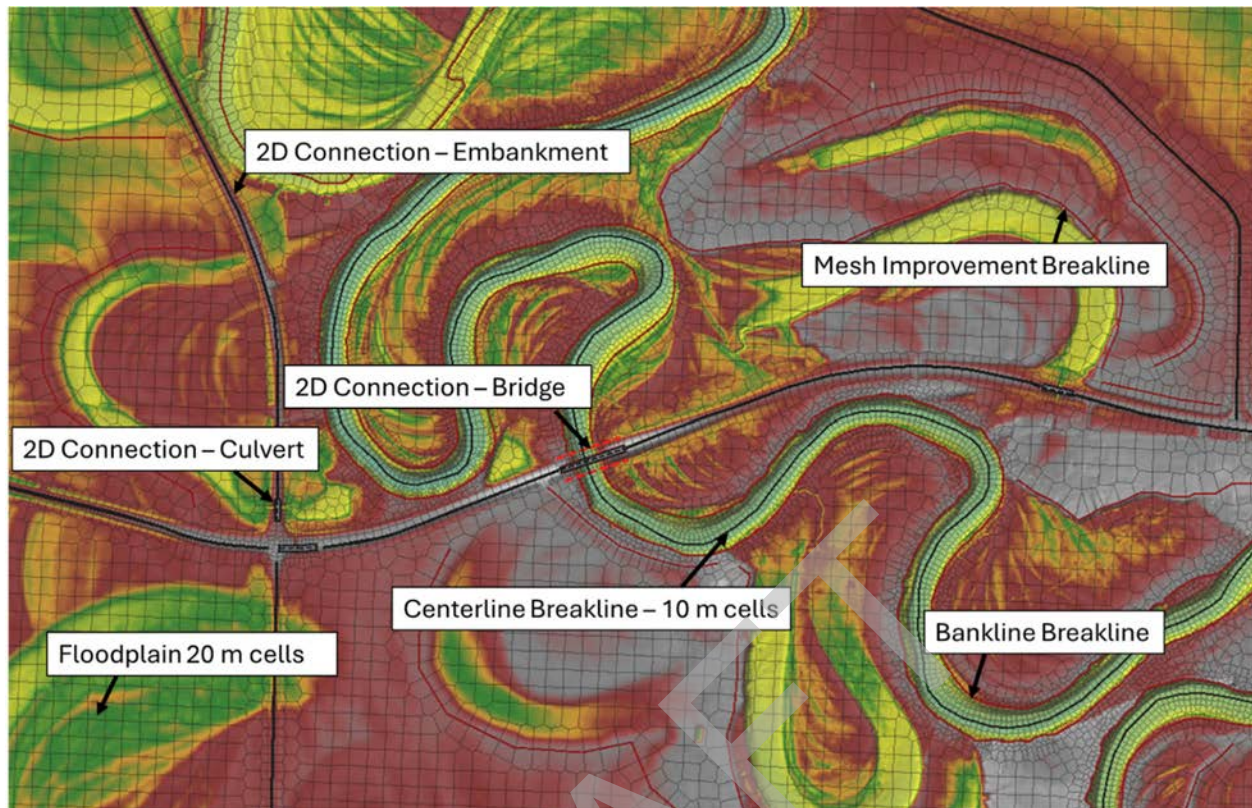 2D Connection – Embankment
Mesh Improvement Breakline
2D Connection – Bridge
2D Connection – Culvert
Centerline Breakline – 10 m cells
Bankline Breakline
Floodplain 20 m cells